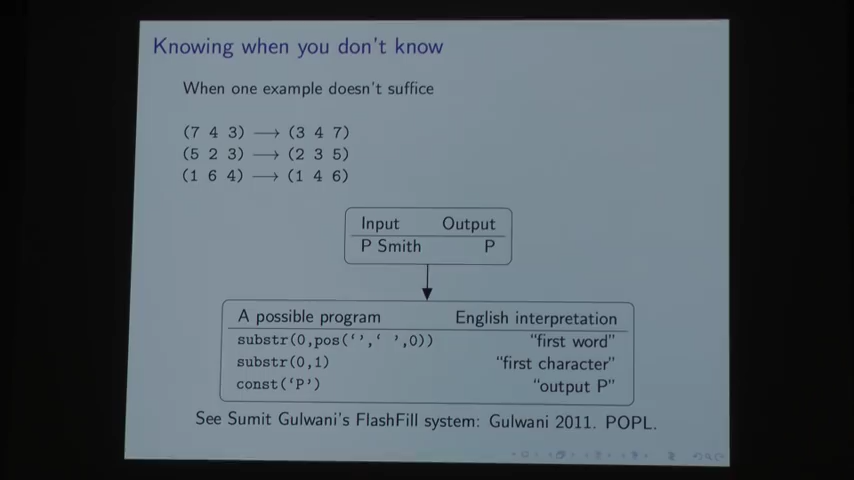 Knowing when you don't know
When one example doesn't suffice
(7 4 3) ⟶ (3 4 7)
(5 2 3) ⟶ (2 3 5)
(1 6 4) ⟶ (1 4 6)
Input Output
P Smith P
A possible program English interpretation
substr(0,pos(‘’,‘ ’,0)) “first word”
substr(0,1) “first character”
const(‘P’) “output P”
See Sumit Gulwani's FlashFill system: Gulwani 2011. POPL.